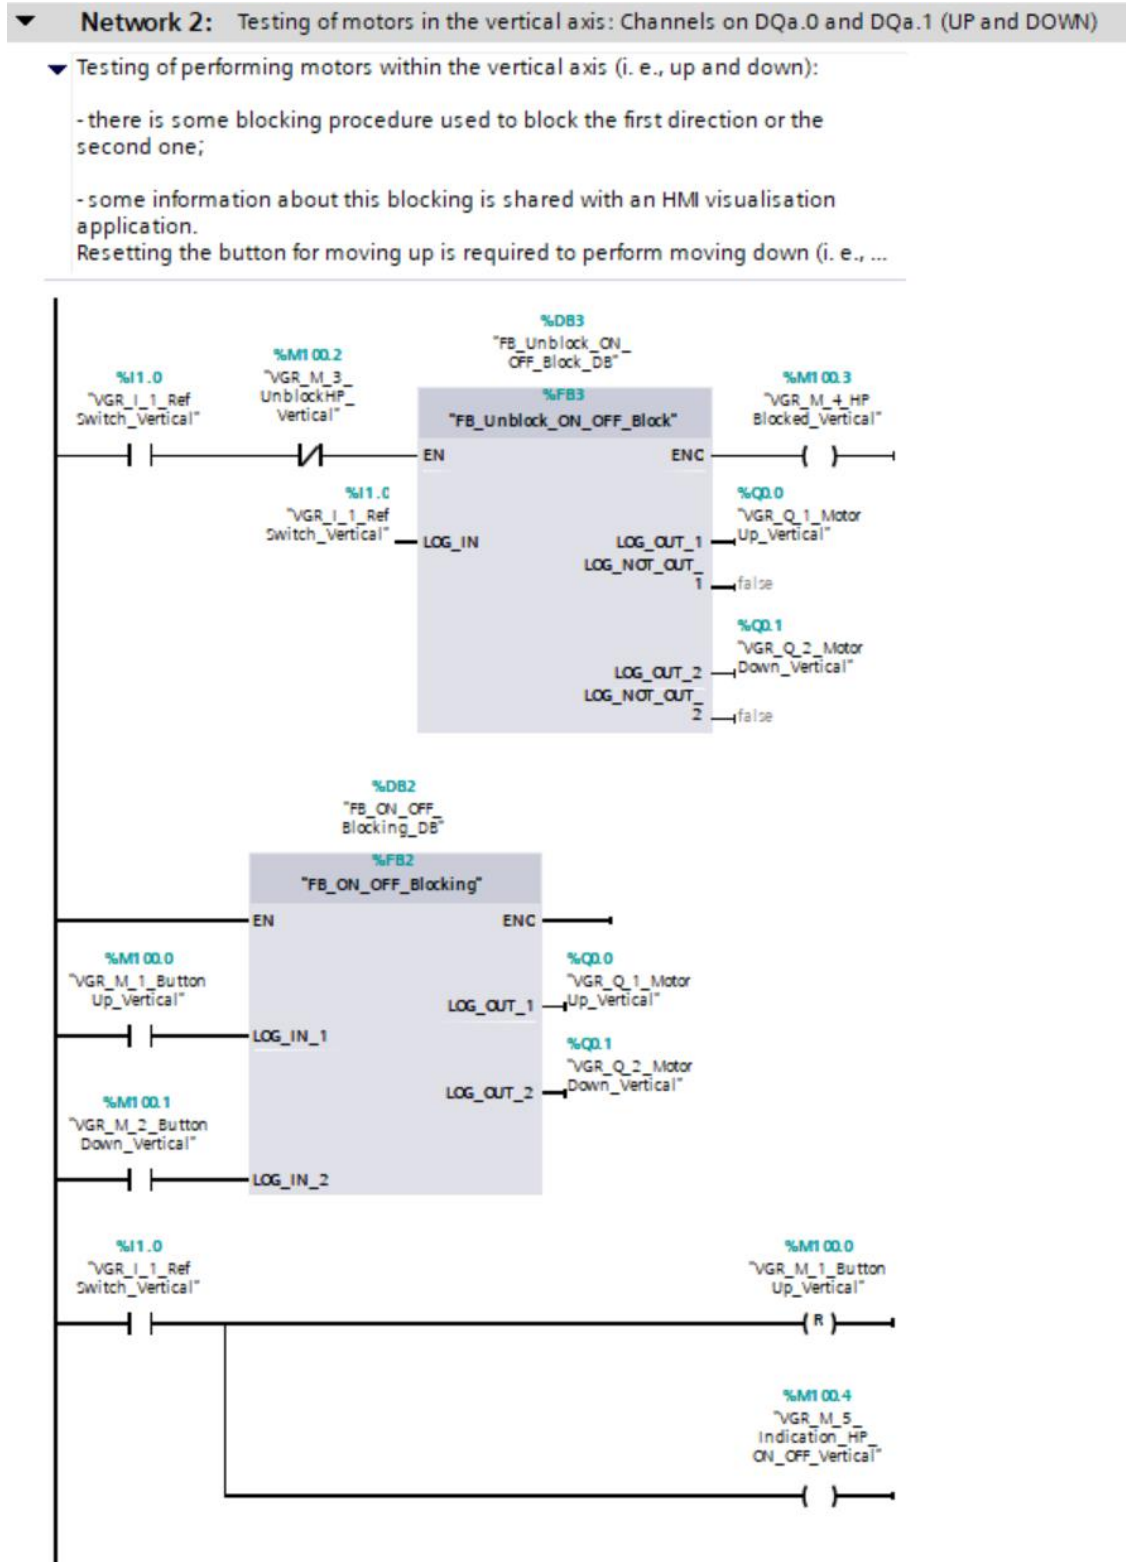 Network 2: Testing of motors in the vertical axis: Channels on DQa.0 and DQa.1 (UP and DOWN)
Testing of performing motors within the vertical axis (i. e., up and down):
- there is some blocking procedure used to block the first direction or the
second one;
- some information about this blocking is shared with an HMI visualisation
application.
Resetting the button for moving up is required to perform moving down (i. e., ...
%DB3
"FB_Unblock_ON_
OFF_Block_DB"
%I1.0
"VGR_I_1_Ref
Switch_Vertical"
%M100.2
"VGR_M_3_
UnblockHP_
Vertical"
%FB3
"FB_Unblock_ON_OFF_Block"
%M100.3
"VGR_M_4_HP
Blocked_Vertical"
EN
ENO
%I1.0
"VGR_I_1_Ref
Switch_Vertical"
LOG_IN
%Q0.0
"VGR_Q_1_Motor
Up_Vertical"
LOG_OUT_1
LOG_NOT_OUT_
1
false
%Q0.1
"VGR_Q_2_Motor
Down_Vertical"
LOG_OUT_2
LOG_NOT_OUT_
2
false
%DB2
"FB_ON_OFF_
Blocking_DB"
%FB2
"FB_ON_OFF_Blocking"
EN
ENO
%M100.0
"VGR_M_1_Button
Up_Vertical"
LOG_IN_1
%Q0.0
"VGR_Q_1_Motor
Up_Vertical"
LOG_OUT_1
%Q0.1
"VGR_Q_2_Motor
Down_Vertical"
LOG_OUT_2
%M100.1
"VGR_M_2_Button
Down_Vertical"
LOG_IN_2
%I1.0
"VGR_I_1_Ref
Switch_Vertical"
%M100.0
"VGR_M_1_Button
Up_Vertical"
R
%M100.4
"VGR_M_5_
Indication_HP_
ON_OFF_Vertical"